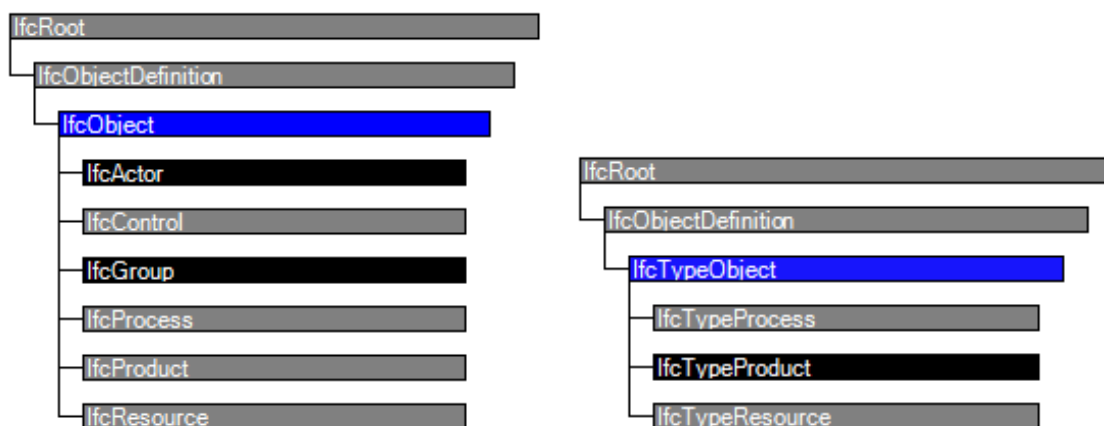 IfcRoot
IfcObjectDefinition
IfcObject
IfcActor
IfcControl
IfcGroup
IfcProcess
IfcProduct
IfcResource
IfcRoot
IfcObjectDefinition
IfcTypeObject
IfcTypeProcess
IfcTypeProduct
IfcTypeResource